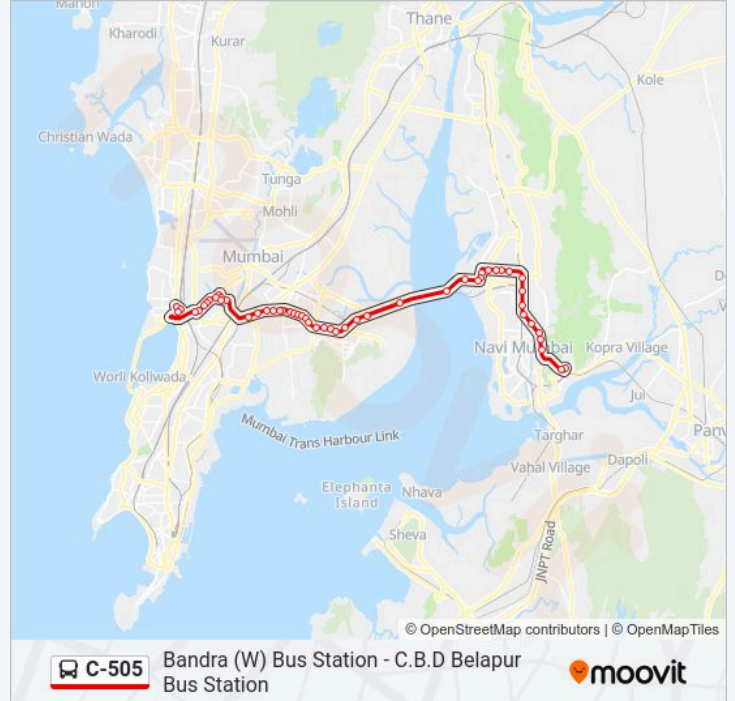 Marion
Thane
Kharodi
Kurar
Kole
Christian Wada
Tunga
Mohli
Mumbai
Navi Mumbai
Kopra Village
Worli Koliwada
Jui
Mumbai Trans Harbour Link
Targhar
Panv
Vahal Village
Dapoli
Elephanta
Island
Nhava
Sheva
JNPT Road
© OpenStreetMap contributors | © OpenMapTiles
C-505
Bandra (W) Bus Station - C.B.D Belapur
Bus Station
moovit